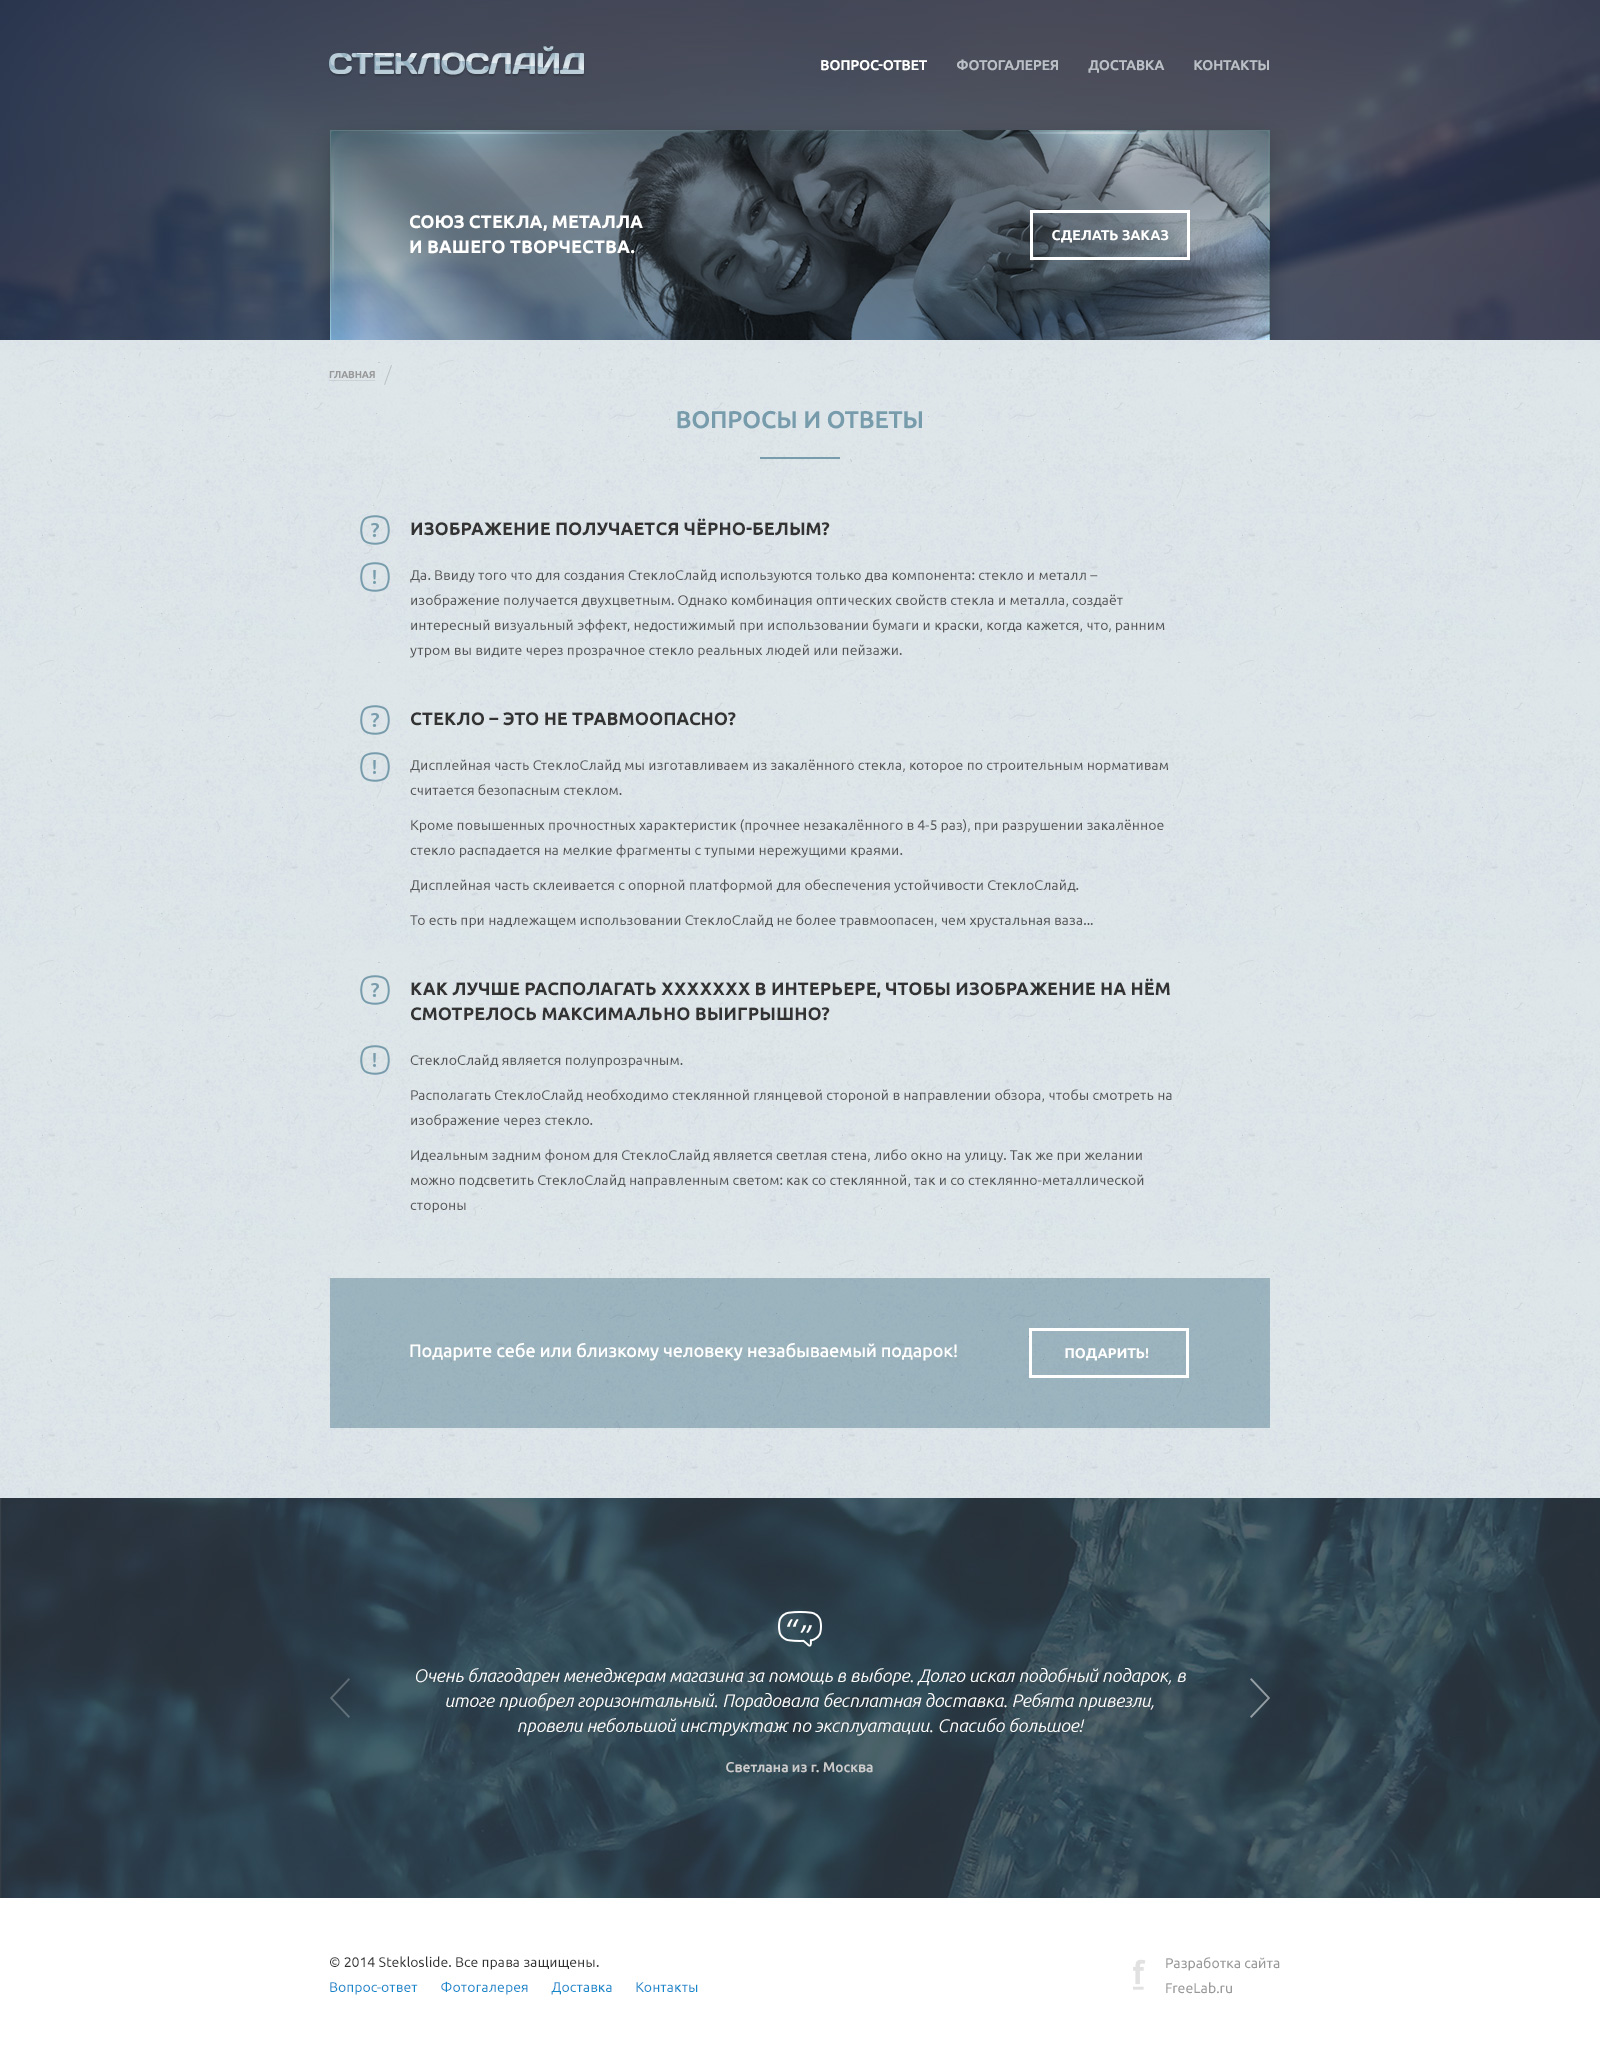 СТЕКЛОСЛАЙД
ВОПРОС-ОТВЕТ ФОТОГАЛЕРЕЯ ДОСТАВКА КОНТАКТЫ
СОЮЗ СТЕКЛА, МЕТАЛЛА
И ВАШЕГО ТВОРЧЕСТВА.
СДЕЛАТЬ ЗАКАЗ
ГЛАВНАЯ /
ВОПРОСЫ И ОТВЕТЫ
? ИЗОБРАЖЕНИЕ ПОЛУЧАЕТСЯ ЧЁРНО-БЕЛЫМ?
! Да. Ввиду того что для создания СтеклоСлайд используются только два компонента: стекло и металл –
изображение получается двухцветным. Однако комбинация оптических свойств стекла и металла, создаёт
интересный визуальный эффект, недостижимый при использовании бумаги и краски, когда кажется, что, ранним
утром вы видите через прозрачное стекло реальных людей или пейзажи.
? СТЕКЛО – ЭТО НЕ ТРАВМООПАСНО?
! Дисплейная часть СтеклоСлайд мы изготавливаем из закалённого стекла, которое по строительным нормативам
считается безопасным стеклом.
Кроме повышенных прочностных характеристик (прочнее незакалённого в 4-5 раз), при разрушении закалённое
стекло распадается на мелкие фрагменты с тупыми нережущими краями.
Дисплейная часть склеивается с опорной платформой для обеспечения устойчивости СтеклоСлайд.
То есть при надлежащем использовании СтеклоСлайд не более травмоопасен, чем хрустальная ваза...
? КАК ЛУЧШЕ РАСПОЛАГАТЬ ХХХХХХХ В ИНТЕРЬЕРЕ, ЧТОБЫ ИЗОБРАЖЕНИЕ НА НЁМ
СМОТРЕЛОСЬ МАКСИМАЛЬНО ВЫИГРЫШНО?
! СтеклоСлайд является полупрозрачным.
Располагать СтеклоСлайд необходимо стеклянной глянцевой стороной в направлении обзора, чтобы смотреть на
изображение через стекло.
Идеальным задним фоном для СтеклоСлайд является светлая стена, либо окно на улицу. Так же при желании
можно подсветить СтеклоСлайд направленным светом: как со стеклянной, так и со стеклянно-металлической
стороны
Подарите себе или близкому человеку незабываемый подарок!
ПОДАРИТЬ!
Очень благодарен менеджерам магазина за помощь в выборе. Долго искал подобный подарок, в
итоге приобрел горизонтальный. Порадовала бесплатная доставка. Ребята привезли,
провели небольшой инструктаж по эксплуатации. Спасибо большое!
Светлана из г. Москва
© 2014 Stekloslide. Все права защищены.
Вопрос-ответ Фотогалерея Доставка Контакты
f
Разработка сайта
FreeLab.ru